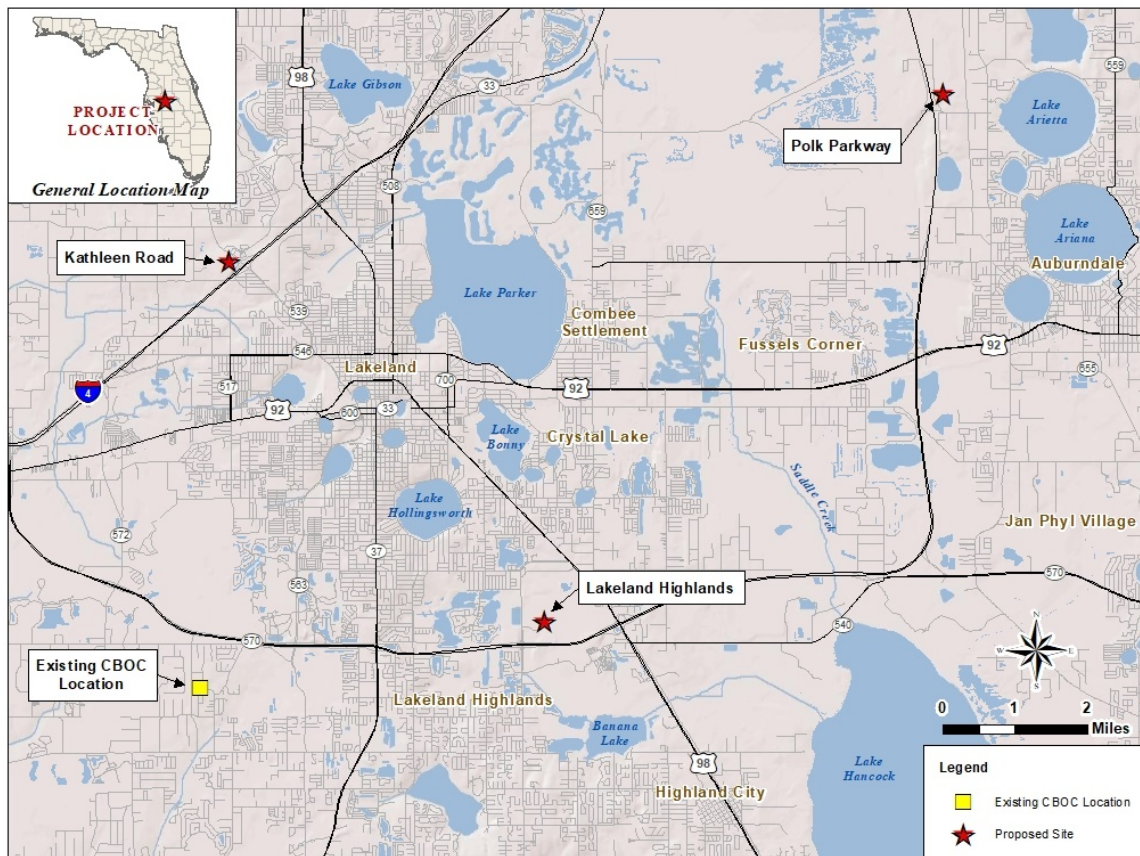 PROJECT
LOCATION
General Location Map
98
Lake Gibson
33
559
Lake
Arietta
Polk Parkway
508
659
Kathleen Road
Lake
Ariana
Auburndale
Lake Parker
Combee
Settlement
539
Fussels Corner
92
546
Lakeland
655
517
4
700
92
92
33
600
Lake
Bonny
Crystal Lake
Saddle Creek
Lake
Hollingsworth
Jan Phyl Village
572
37
563
570
Lakeland Highlands
540
570
N
W
E
S
Existing CBOC
Location
Lakeland Highlands
0 1 2
Miles
Banana
Lake
98
Highland City
Lake
Hancock
Legend
Existing CBOC Location
Proposed Site